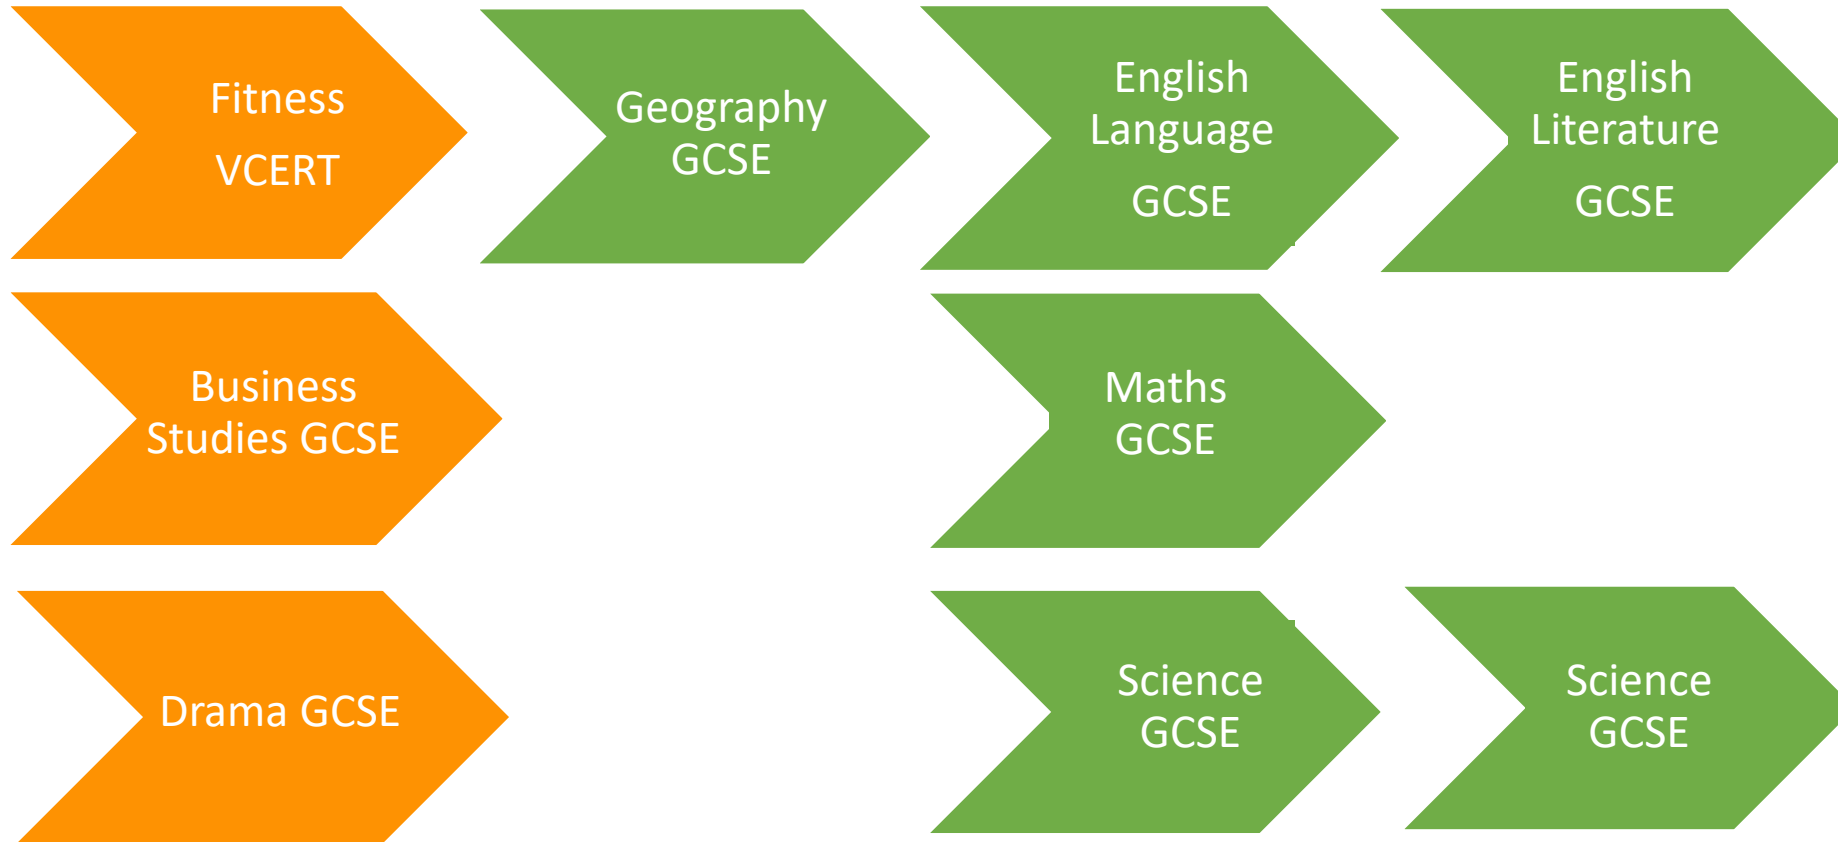 Fitness
VCERT
Geography
GCSE
English
Language
GCSE
English
Literature
GCSE
Business
Studies GCSE
Maths
GCSE
Drama GCSE
Science
GCSE
Science
GCSE